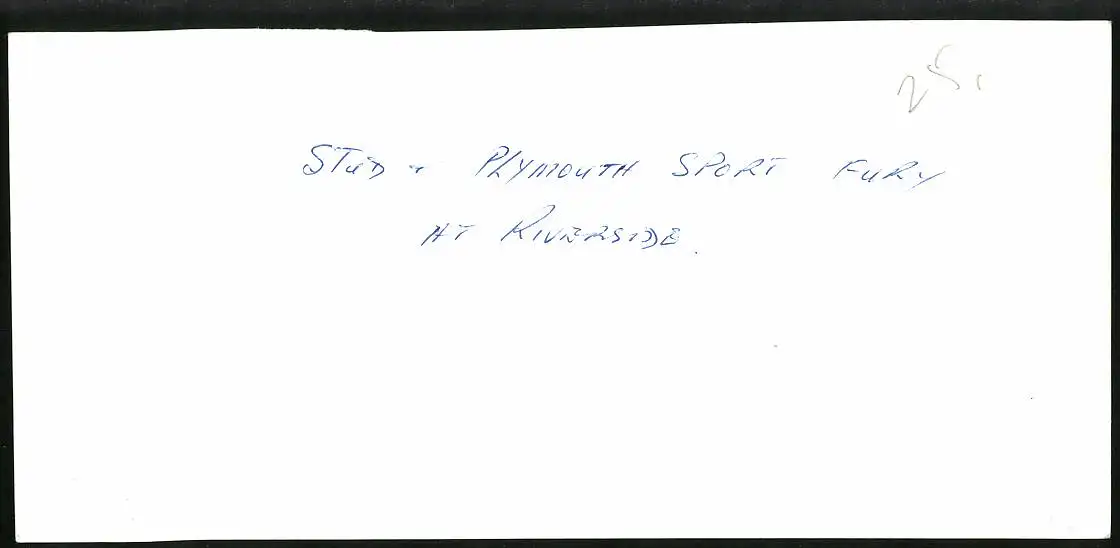 25,
STUD - PLYMOUTH SPORT FURY
AT RIVERSIDE.